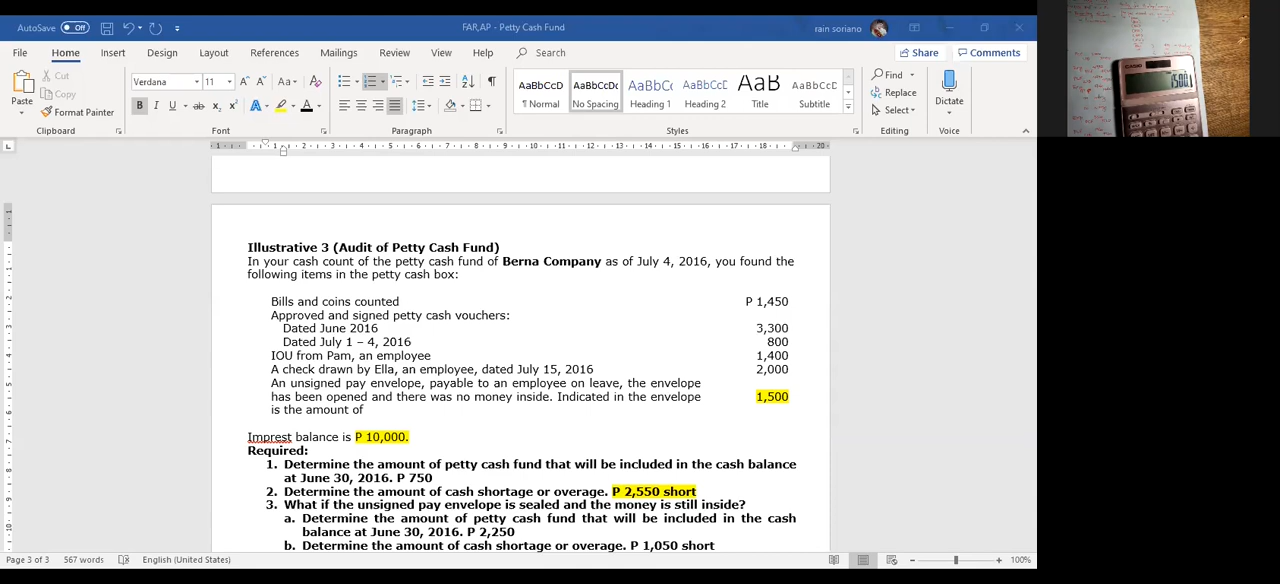 AutoSave Off
FAR,AP - Petty Cash Fund
rain soriano
File Home Insert Design Layout References Mailings Review View Help Search
Share Comments
Paste
Cut
Copy
Format Painter
Clipboard
Verdana 11
Font
Paragraph
AaBbCcD AaBbCcDc AaBbC AaBbCcD AaB AaBbCcD
¶ Normal No Spacing Heading 1 Heading 2 Title Subtitle
Styles
Find
Replace
Select
Editing
Dictate
Voice
Illustrative 3 (Audit of Petty Cash Fund)
In your cash count of the petty cash fund of Berna Company as of July 4, 2016, you found the
following items in the petty cash box:
Bills and coins counted P 1,450
Approved and signed petty cash vouchers:
Dated June 2016 3,300
Dated July 1 – 4, 2016 800
IOU from Pam, an employee 1,400
A check drawn by Ella, an employee, dated July 15, 2016 2,000
An unsigned pay envelope, payable to an employee on leave, the envelope
has been opened and there was no money inside. Indicated in the envelope 1,500
is the amount of
Imprest balance is P 10,000.
Required:
1. Determine the amount of petty cash fund that will be included in the cash balance
at June 30, 2016. P 750
2. Determine the amount of cash shortage or overage. P 2,550 short
3. What if the unsigned pay envelope is sealed and the money is still inside?
a. Determine the amount of petty cash fund that will be included in the cash
balance at June 30, 2016. P 2,250
b. Determine the amount of cash shortage or overage. P 1,050 short
Page 3 of 3 567 words English (United States) 100%
CASIO
1500